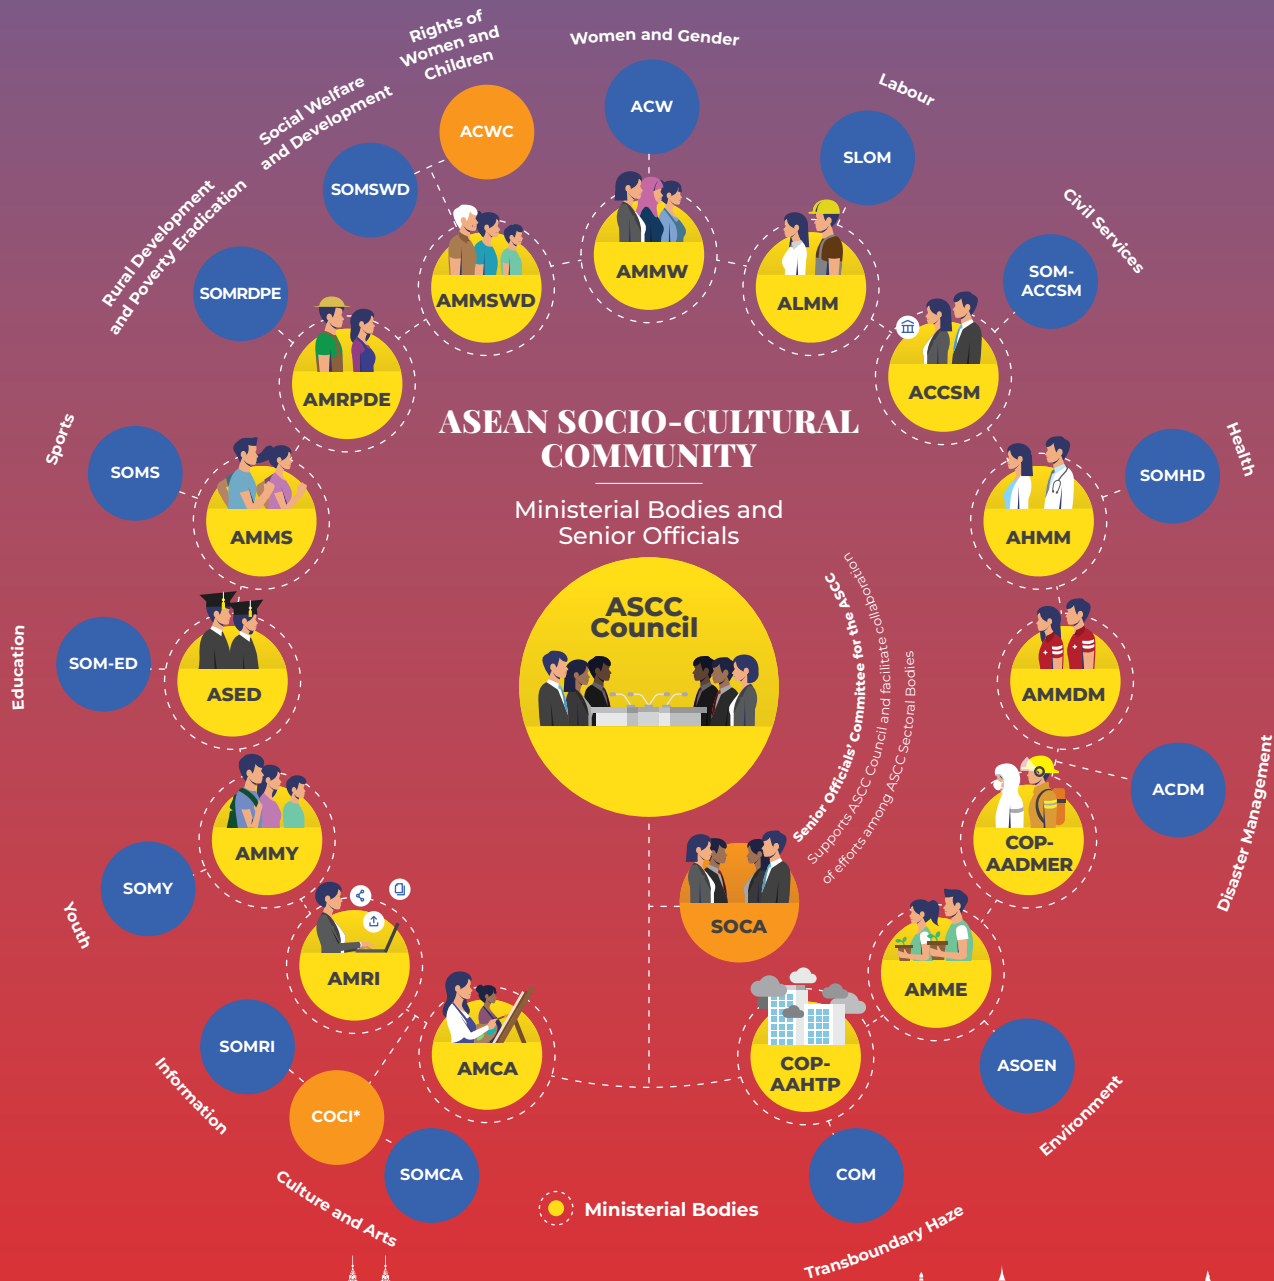 Rights of
Women and
Children
Women and Gender
Labour
Social Welfare
and Development
Civil Services
Rural Development
and Poverty Eradication
ACW
ACWC
SLOM
SOMSWD
SOM-
ACCSM
SOMRDPE
AMMW
AMMSWD
ALMM
AMRPDE
ACCSM
ASEAN SOCIO-CULTURAL
COMMUNITY
Ministerial Bodies and
Senior Officials
Sports
SOMS
AMMS
Health
SOMHD
AHMM
ASCC
Council
Senior Officials' Committee for the ASCC
Supports ASCC Council and facilitate collaboration
of efforts among ASCC Sectoral Bodies
Education
SOM-ED
ASED
AMMDM
ACDM
Disaster Management
AMMY
COP-
AADMER
SOMY
Youth
SOCA
AMRI
AMME
SOMRI
Information
AMCA
COP-
AAHTP
ASOEN
Environment
COCI*
SOMCA
Culture and Arts
COM
Transboundary Haze
Ministerial Bodies